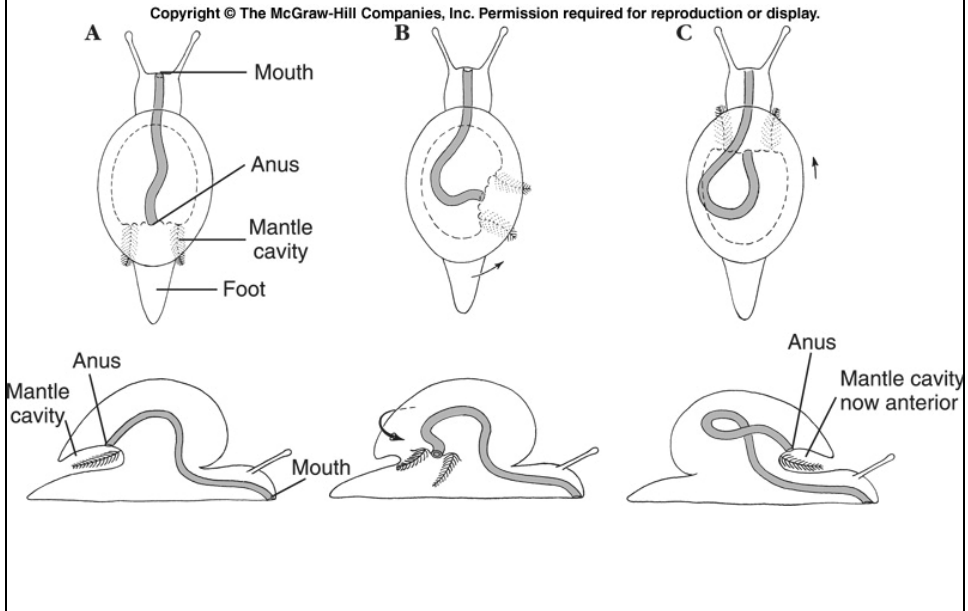 Copyright © The McGraw-Hill Companies, Inc. Permission required for reproduction or display.
A
B
C
Mouth
Anus
Mantle
cavity
Foot
Anus
Mantle
cavity
Mouth
Anus
Mantle cavity
now anterior